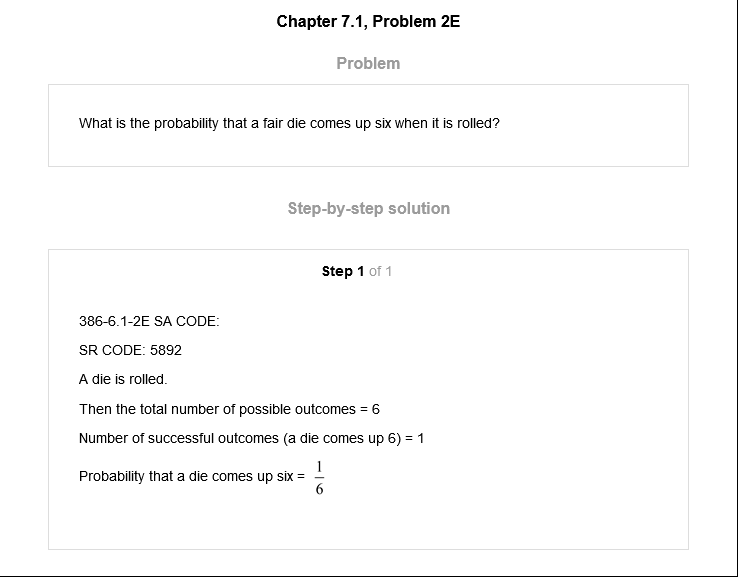 Chapter 7.1, Problem 2E
Problem
What is the probability that a fair die comes up six when it is rolled?
Step-by-step solution
Step 1 of 1
386-6.1-2E SA CODE:
SR CODE: 5892
A die is rolled.
Then the total number of possible outcomes = 6
Number of successful outcomes (a die comes up 6) = 1
Probability that a die comes up six = 1/6